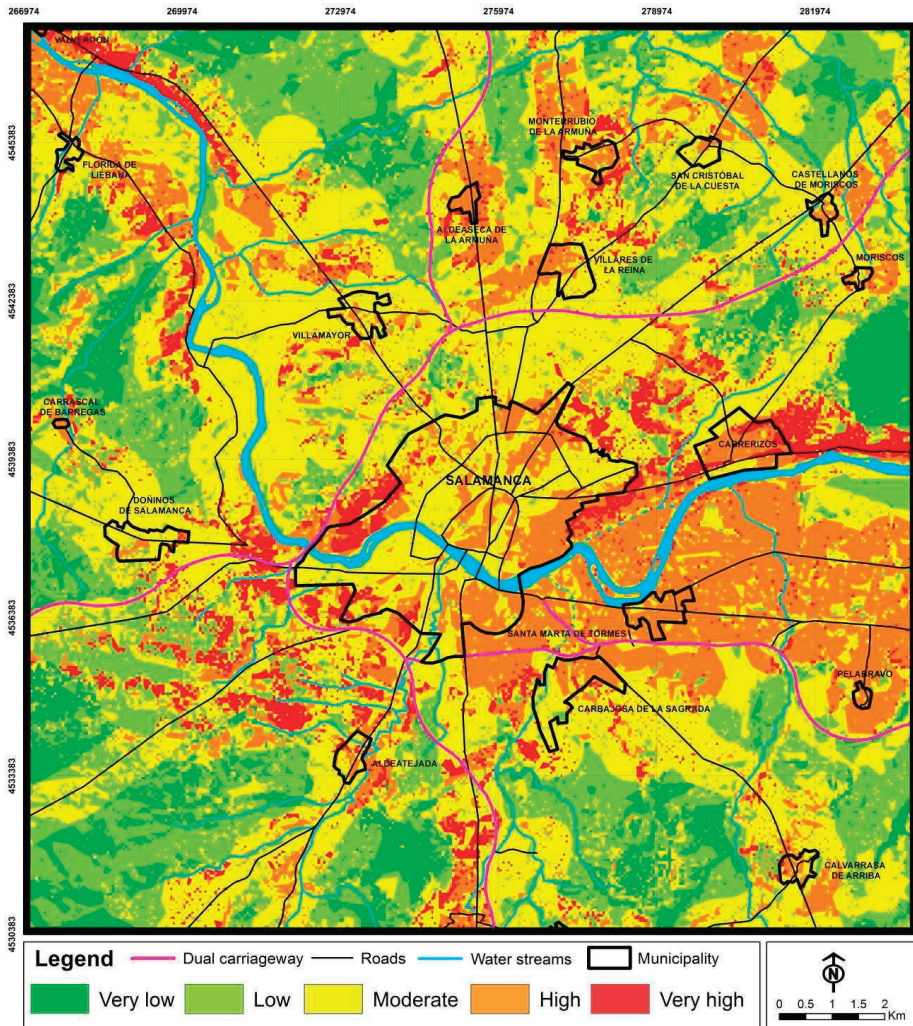 266974 269974 272974 275974 278974 281974
4545383
4542383
4539383
4536383
4533383
4530383
VALVERDÓN
FLORIDA DE
LIÉBANA
MONTERRUBIO
DE LA ARMUÑA
SAN CRISTÓBAL
DE LA CUESTA
CASTELLANOS
DE MORISCOS
ALDEASECA DE
LA ARMUÑA
VILLARES DE
LA REINA
MORISCOS
VILLAMAYOR
CARRASCAL
DE BARREGAS
CABRERIZOS
SALAMANCA
DOÑINOS
DE SALAMANCA
SANTA MARTA DE TORMES
PELABRAVO
CARBAJOSA DE LA SAGRADA
ALDEATEJADA
CALVARRASA
DE ARRIBA
Legend Dual carriageway Roads Water streams Municipality
Very low Low Moderate High Very high
N
0 0.5 1 1.5 2
Km